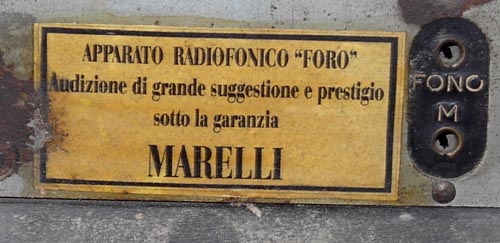 APPARATO RADIOFONICO "FORO"
Audizione di grande suggestione e prestigio
sotto la garanzia
MARELLI
FONO
M